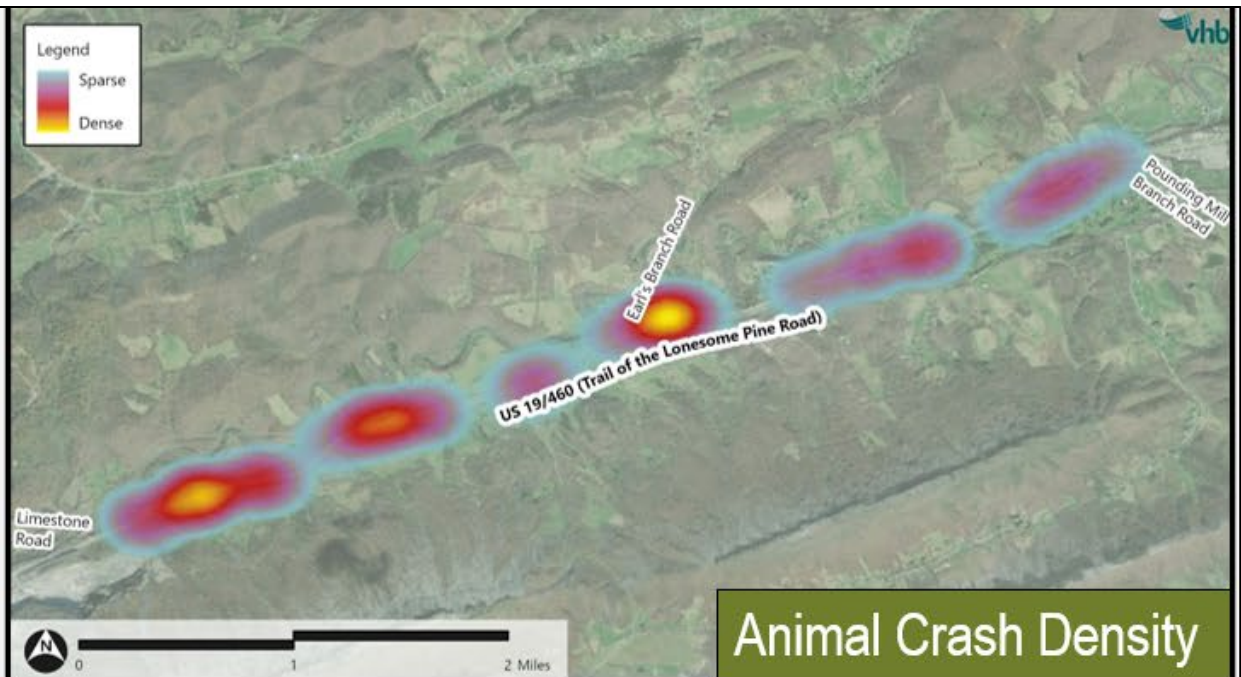 Legend
Sparse
Dense
vhb
Pounding Mill
Branch Road
Earl's Branch Road
US 19/460 (Trail of the Lonesome Pine Road)
Limestone
Road
N
0
1
2 Miles
Animal Crash Density